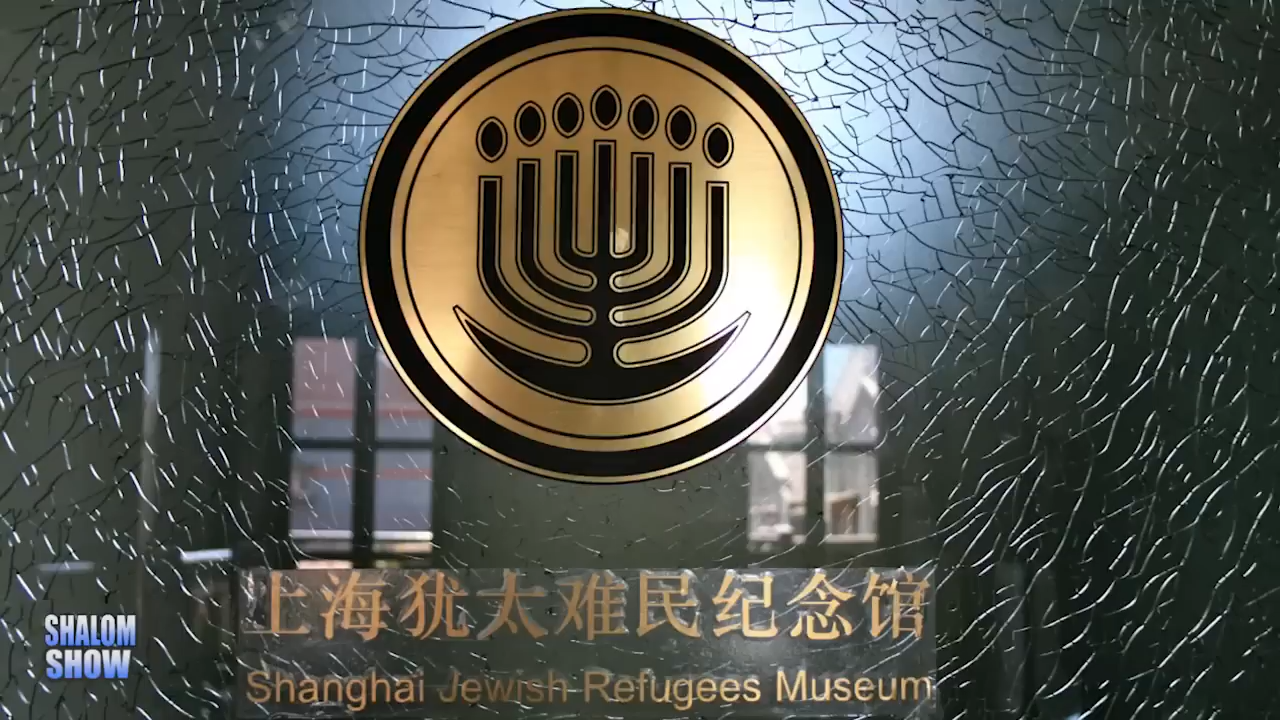 上海犹太难民纪念馆
Shanghai Jewish Refugees Museum
SHALOM
SHOW